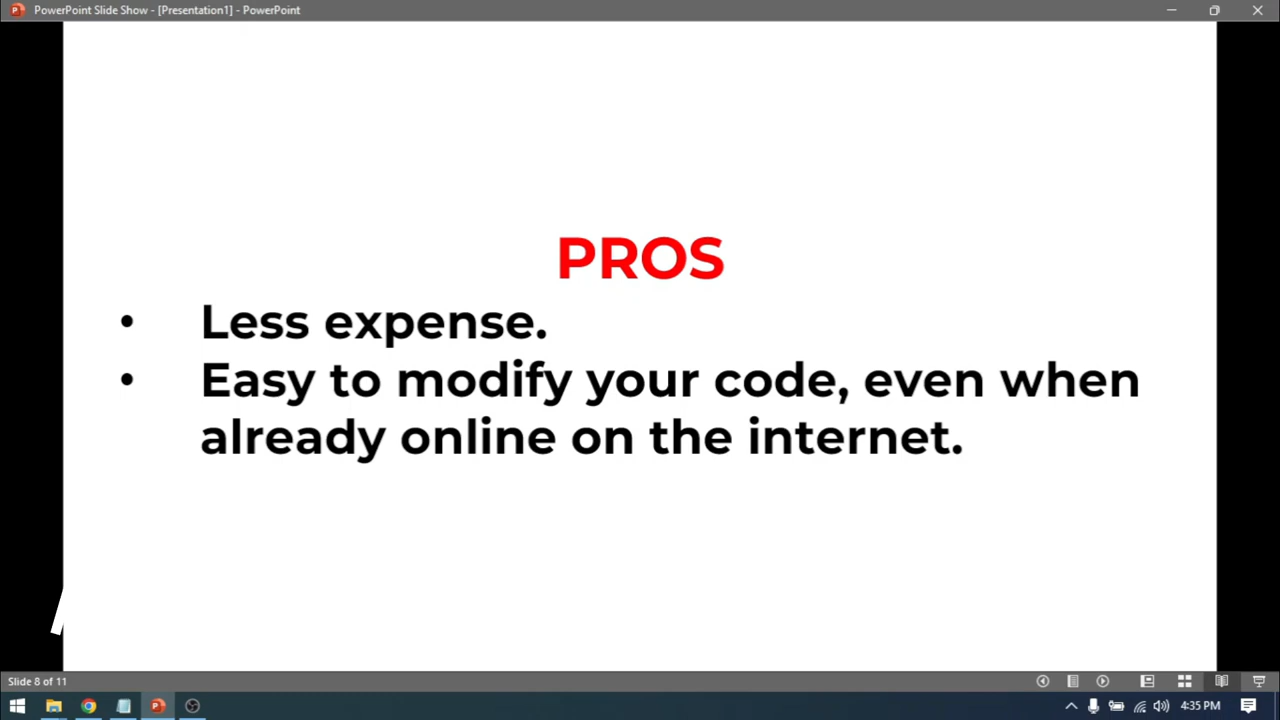 PowerPoint Slide Show - [Presentation1] - PowerPoint
PROS
• Less expense.
• Easy to modify your code, even when
already online on the internet.
Slide 8 of 11
4:35 PM